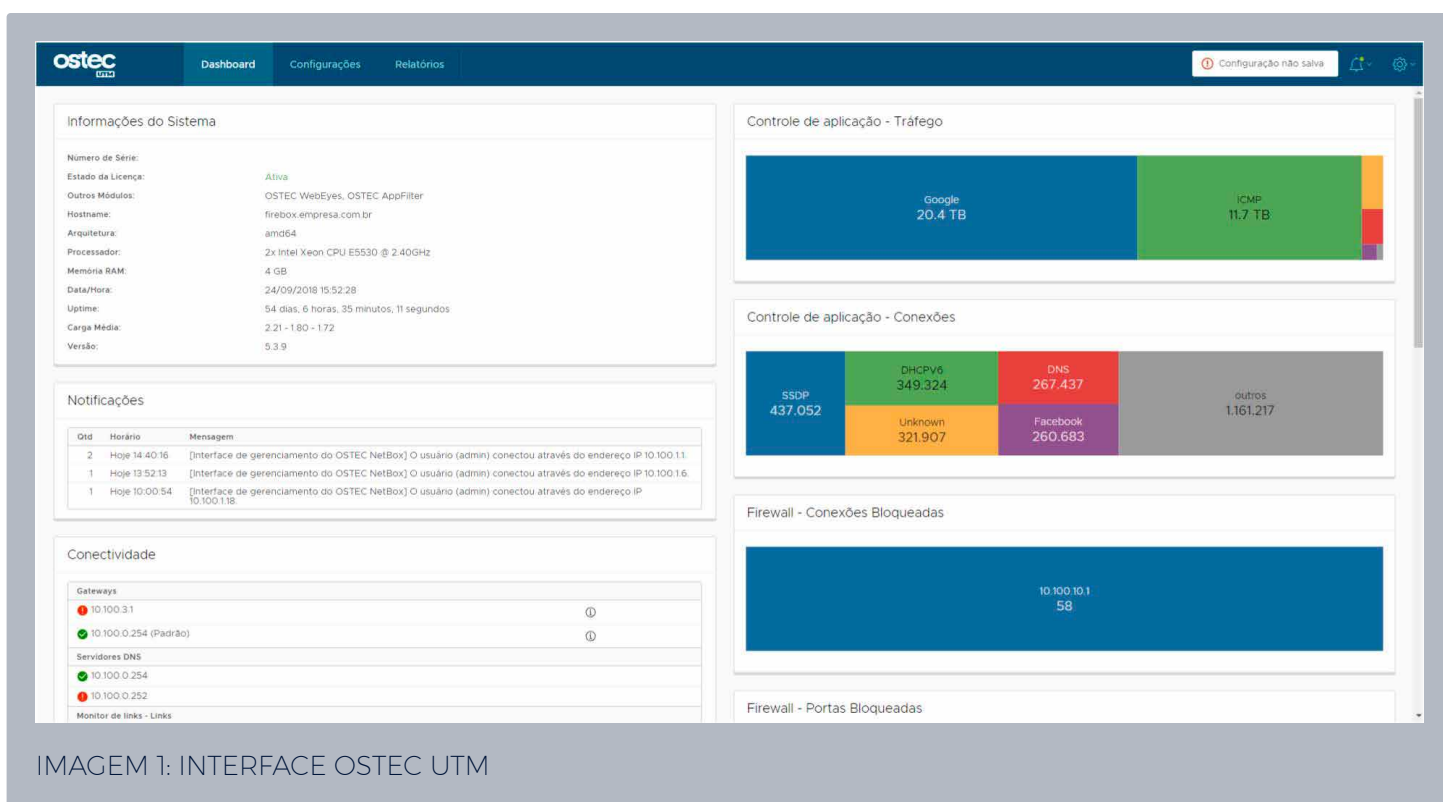 ostec
UTM
Dashboard
Configurações
Relatórios
Configuração não salva
Informações do Sistema
Número de Série:
Estado da Licença: Ativa
Outros Módulos: OSTEC WebEyes, OSTEC AppFilter
Hostname: firebox.empresa.com.br
Arquitetura: amd64
Processador: 2x Intel Xeon CPU E5530 @ 2.40GHz
Memória RAM: 4 GB
Data/Hora: 24/09/2018 15:52:28
Uptime: 54 dias, 6 horas, 35 minutos, 11 segundos
Carga Média: 2.21 - 1.80 - 1.72
Versão: 5.3.9
Notificações
Qtd Horário Mensagem
2 Hoje 14:40:16 [Interface de gerenciamento do OSTEC NetBox] O usuário (admin) conectou através do endereço IP 10.100.1.1.
1 Hoje 13:52:13 [Interface de gerenciamento do OSTEC NetBox] O usuário (admin) conectou através do endereço IP 10.100.1.6.
1 Hoje 10:00:54 [Interface de gerenciamento do OSTEC NetBox] O usuário (admin) conectou através do endereço IP
10.100.1.18.
Conectividade
Gateways
10.100.3.1
10.100.0.254 (Padrão)
Servidores DNS
10.100.0.254
10.100.0.252
Monitor de links - Links
Controle de aplicação - Tráfego
Google
20.4 TB
ICMP
11.7 TB
Controle de aplicação - Conexões
SSDP
437.052
DHCPV6
349.324
Unknown
321.907
DNS
267.437
Facebook
260.683
outros
1.161.217
Firewall - Conexões Bloqueadas
10.100.10.1
58
Firewall - Portas Bloqueadas
IMAGEM 1: INTERFACE OSTEC UTM